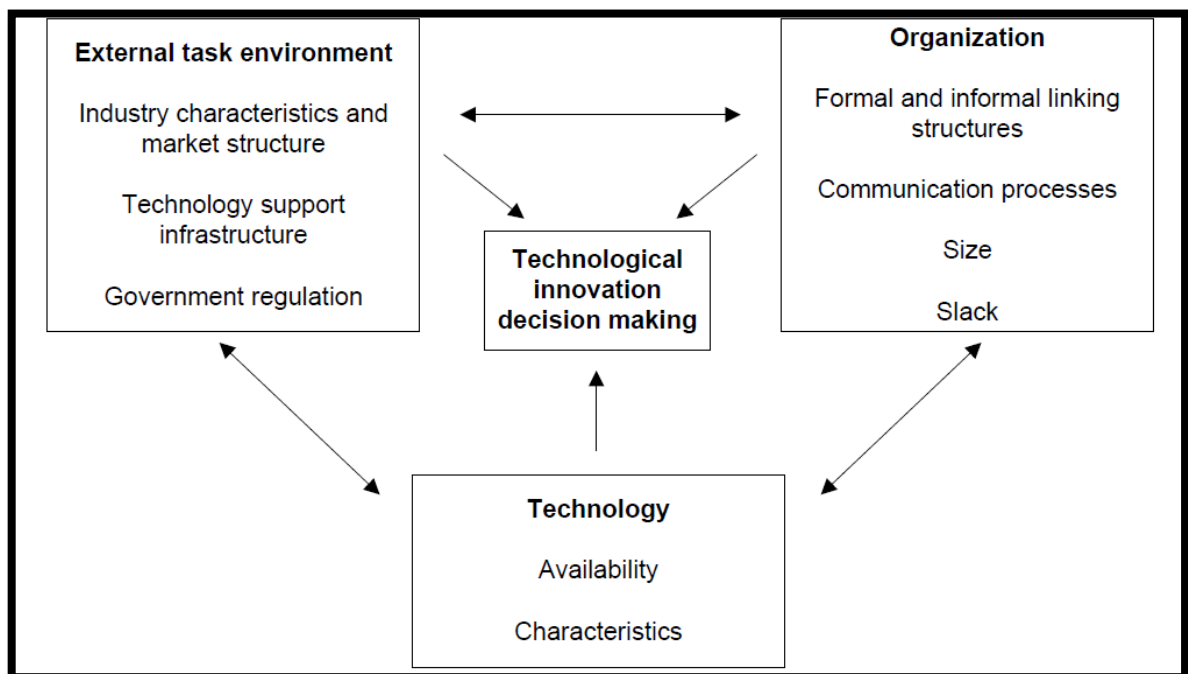 External task environment
Industry characteristics and
market structure
Technology support
infrastructure
Government regulation
Organization
Formal and informal linking
structures
Communication processes
Size
Slack
Technological
innovation
decision making
Technology
Availability
Characteristics